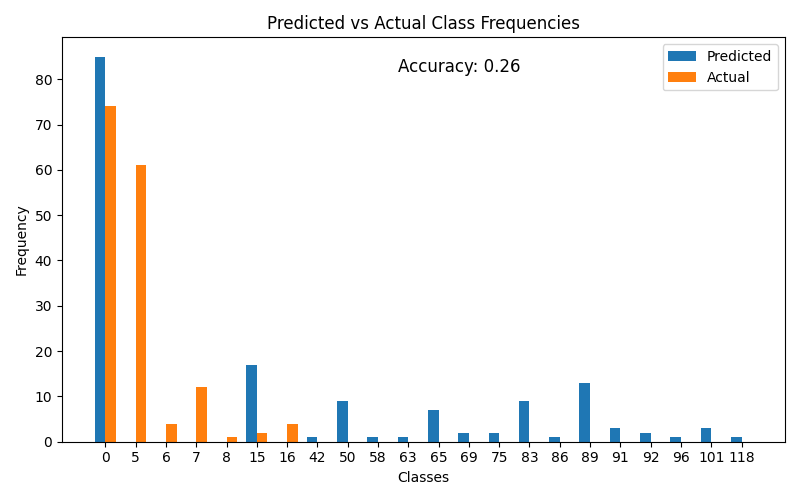 Predicted vs Actual Class Frequencies
Accuracy: 0.26
Predicted
Actual
Frequency
80
70
60
50
40
30
20
10
0
0 5 6 7 8 15 16 42 50 58 63 65 69 75 83 86 89 91 92 96 101 118
Classes